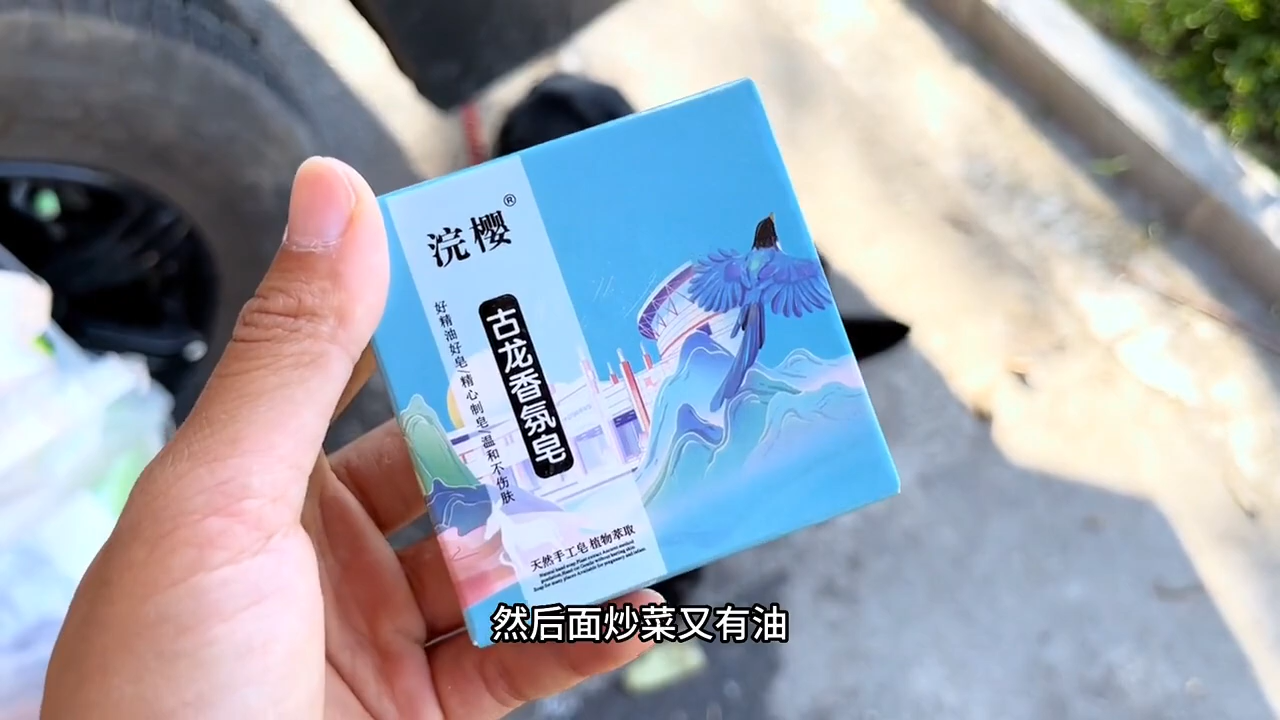 浣樱®
古龙香氛皂
好精油好皂/精心制皂/温和不伤肤
天然手工皂 植物萃取
然后面炒菜又有油